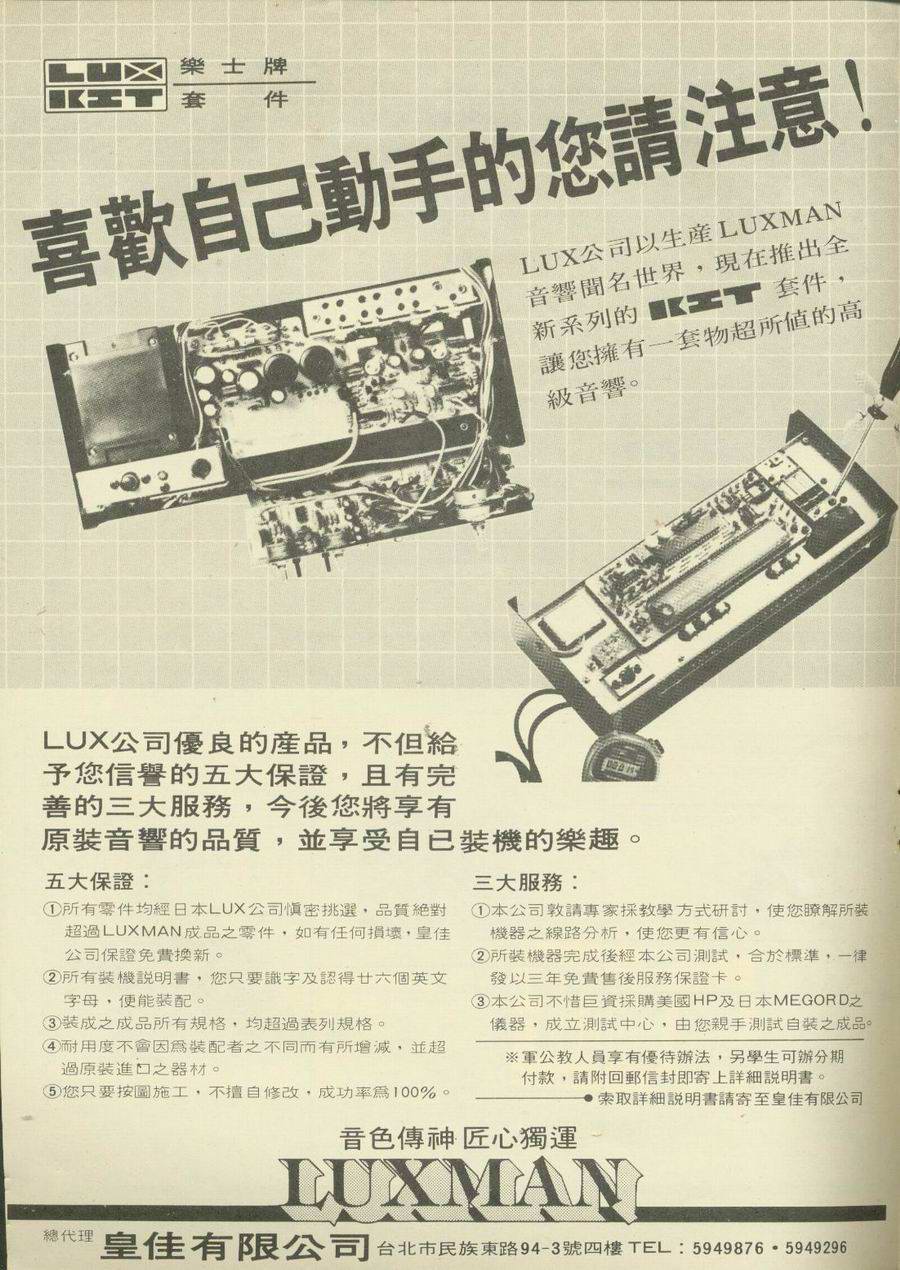 LUX
KIT
樂士牌
套件
喜歡自己動手的您請注意！
LUX公司以生産LUXMAN
音響聞名世界，現在推出全
新系列的 KIT 套件，
讓您擁有一套物超所値的高
級音響。
LUX公司優良的産品，不但給
予您信譽的五大保證，且有完
善的三大服務，今後您將享有
原裝音響的品質，並享受自已裝機的樂趣。
五大保證：
①所有零件均經日本LUX公司愼密挑選，品質絶對
超過LUXMAN成品之零件，如有任何損壞，皇佳
公司保證免費換新。
②所有裝機説明書，您只要識字及認得廿六個英文
字母，便能裝配。
③裝成之成品所有規格，均超過表列規格。
④耐用度不會因爲裝配者之不同而有所增減，並超
過原裝進口之器材。
⑤您只要按圖施工，不擅自修改，成功率爲100%。
三大服務：
①本公司敦請專家採教學方式研討，使您瞭解所裝
機器之線路分析，使您更有信心。
②所裝機器完成後經本公司測試，合於標準，一律
發以三年免費售後服務保證卡。
③本公司不惜巨資採購美國HP及日本MEGORD之
儀器，成立測試中心，由您親手測試自裝之成品。
※軍公教人員享有優待辦法，另學生可辦分期
付款，請附回郵信封即寄上詳細説明書。
●索取詳細説明書請寄至皇佳有限公司
音色傳神 匠心獨運
LUXMAN
總代理 皇佳有限公司 台北市民族東路94-3號四樓 TEL：5949876・5949296